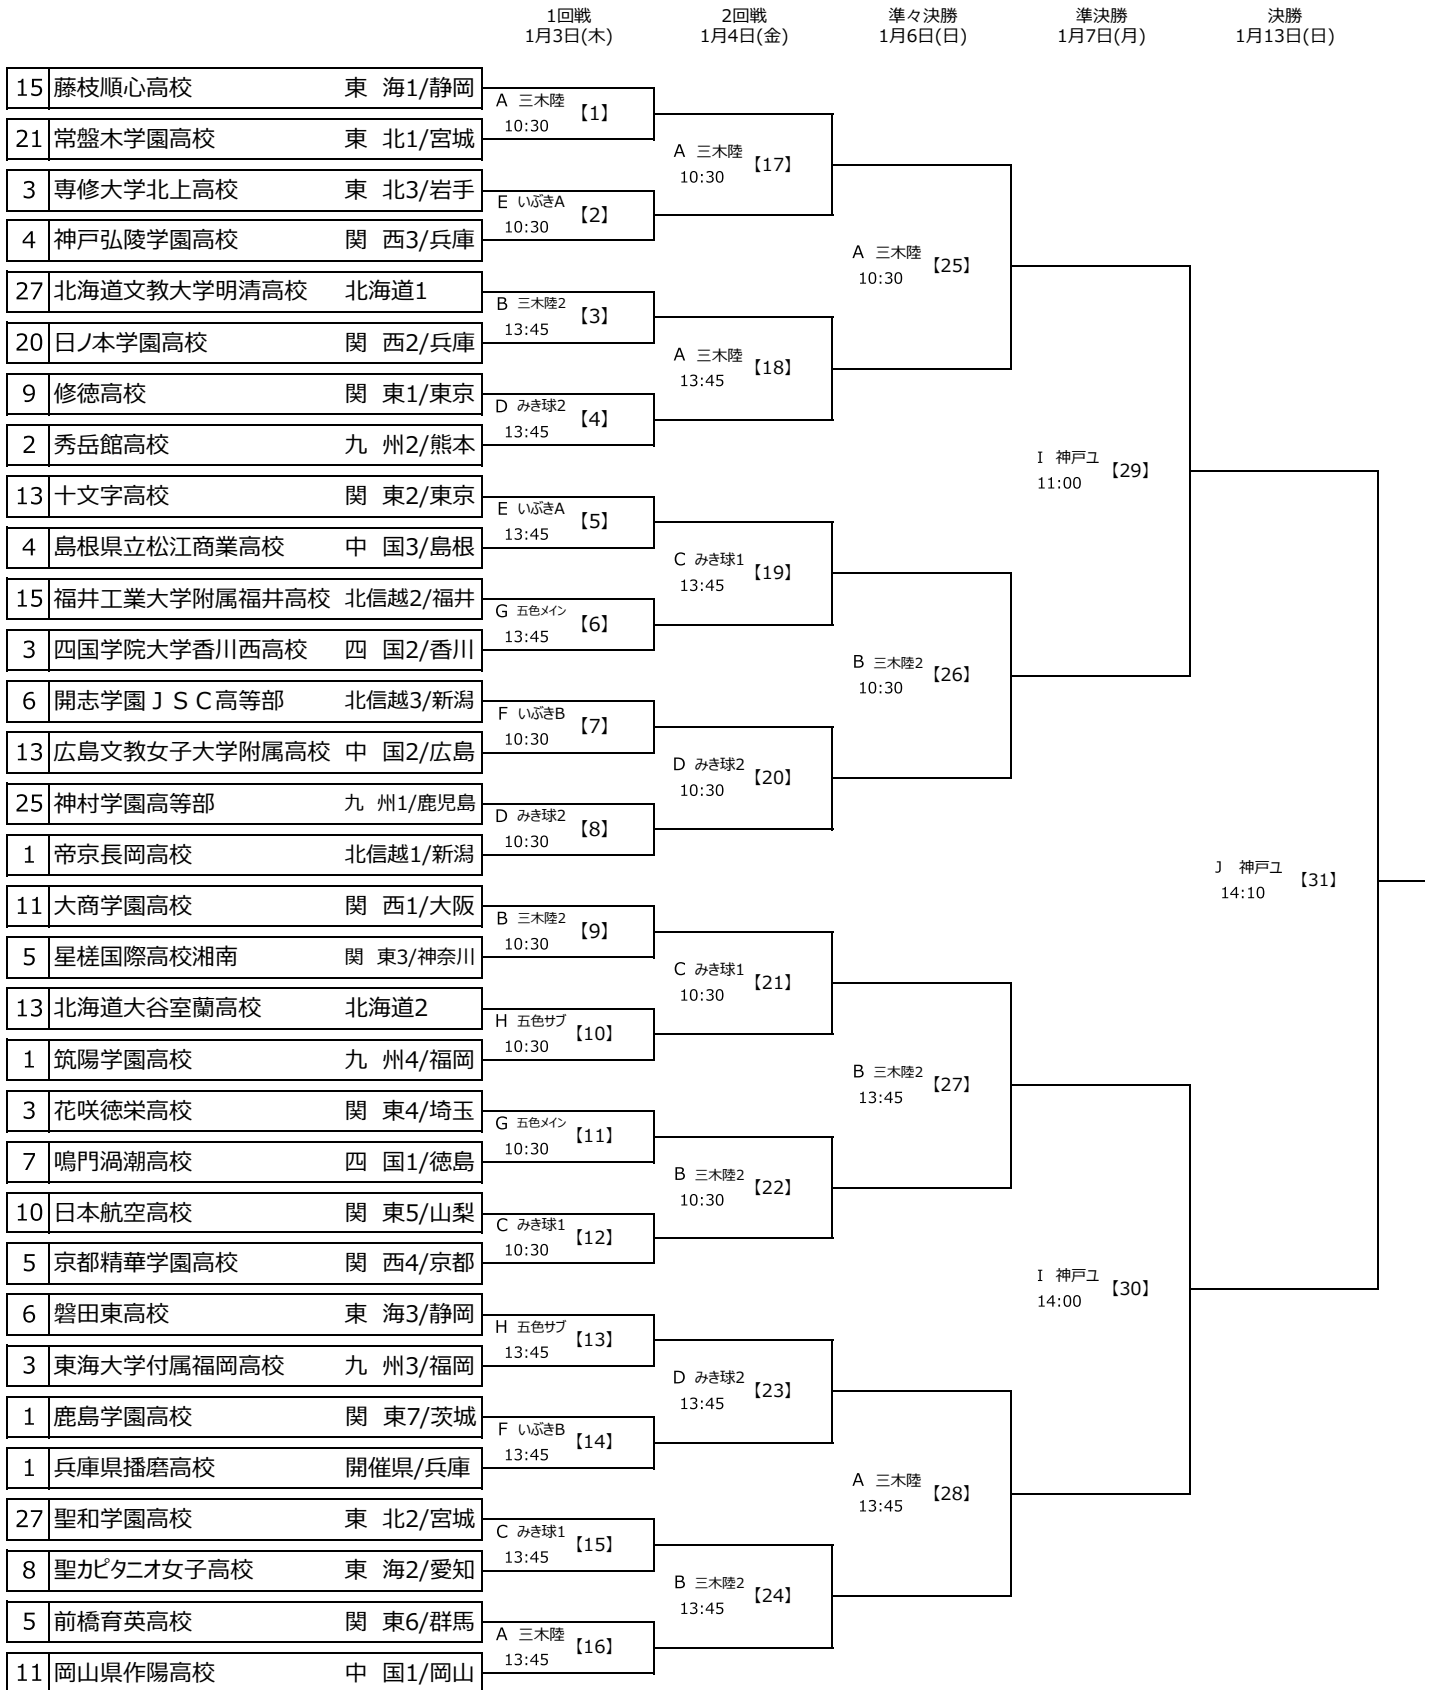 1回戦 2回戦 準々決勝 準決勝 決勝
1月3日(木) 1月4日(金) 1月6日(日) 1月7日(月) 1月13日(日)
15 藤枝順心高校 東 海1/静岡
A 三木陸 【1】
10:30
21 常盤木学園高校 東 北1/宮城
A 三木陸 【17】
10:30
3 専修大学北上高校 東 北3/岩手
E いぶきA 【2】
10:30
4 神戸弘陵学園高校 関 西3/兵庫
A 三木陸 【25】
10:30
27 北海道文教大学明清高校 北海道1
B 三木陸2 【3】
13:45
20 日ノ本学園高校 関 西2/兵庫
A 三木陸 【18】
13:45
9 修徳高校 関 東1/東京
D みき球2 【4】
13:45
2 秀岳館高校 九 州2/熊本
I 神戸ユ 【29】
11:00
13 十文字高校 関 東2/東京
E いぶきA 【5】
13:45
4 島根県立松江商業高校 中 国3/島根
C みき球1 【19】
13:45
15 福井工業大学附属福井高校 北信越2/福井
G 五色メイン 【6】
13:45
3 四国学院大学香川西高校 四 国2/香川
B 三木陸2 【26】
10:30
6 開志学園JSC高等部 北信越3/新潟
F いぶきB 【7】
10:30
13 広島文教女子大学附属高校 中 国2/広島
D みき球2 【20】
10:30
25 神村学園高等部 九 州1/鹿児島
D みき球2 【8】
10:30
1 帝京長岡高校 北信越1/新潟
J 神戸ユ 【31】
14:10
11 大商学園高校 関 西1/大阪
B 三木陸2 【9】
10:30
5 星槎国際高校湘南 関 東3/神奈川
C みき球1 【21】
10:30
13 北海道大谷室蘭高校 北海道2
H 五色サブ 【10】
10:30
1 筑陽学園高校 九 州4/福岡
B 三木陸2 【27】
13:45
3 花咲徳栄高校 関 東4/埼玉
G 五色メイン 【11】
10:30
7 鳴門渦潮高校 四 国1/徳島
B 三木陸2 【22】
10:30
10 日本航空高校 関 東5/山梨
C みき球1 【12】
10:30
5 京都精華学園高校 関 西4/京都
I 神戸ユ 【30】
14:00
6 磐田東高校 東 海3/静岡
H 五色サブ 【13】
13:45
3 東海大学付属福岡高校 九 州3/福岡
D みき球2 【23】
13:45
1 鹿島学園高校 関 東7/茨城
F いぶきB 【14】
13:45
1 兵庫県播磨高校 開催県/兵庫
A 三木陸 【28】
13:45
27 聖和学園高校 東 北2/宮城
C みき球1 【15】
13:45
8 聖カピタニオ女子高校 東 海2/愛知
B 三木陸2 【24】
13:45
5 前橋育英高校 関 東6/群馬
A 三木陸 【16】
13:45
11 岡山県作陽高校 中 国1/岡山